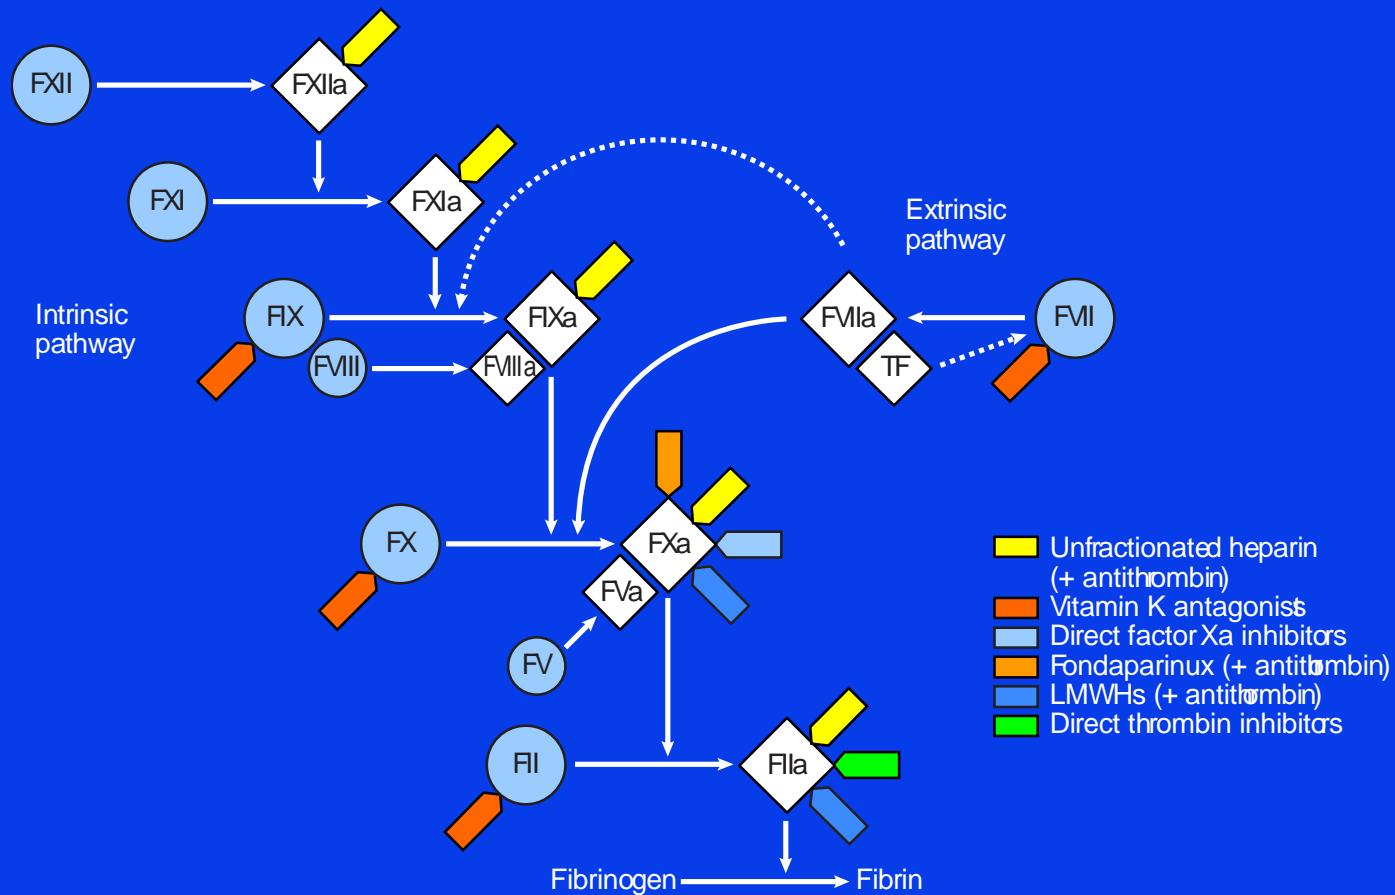 FXII
FXIIa
FXI
FXIa
Extrinsic
pathway
Intrinsic
pathway
FIX
FIXa
FVIII
FVIIIa
FVIIa
TF
FVII
FX
FXa
FVa
FV
FII
FIIa
Fibrinogen
Fibrin
Unfractionated heparin
(+ antithrombin)
Vitamin K antagonists
Direct factor Xa inhibitors
Fondaparinux (+ antithrombin)
LMWHs (+ antithrombin)
Direct thrombin inhibitors